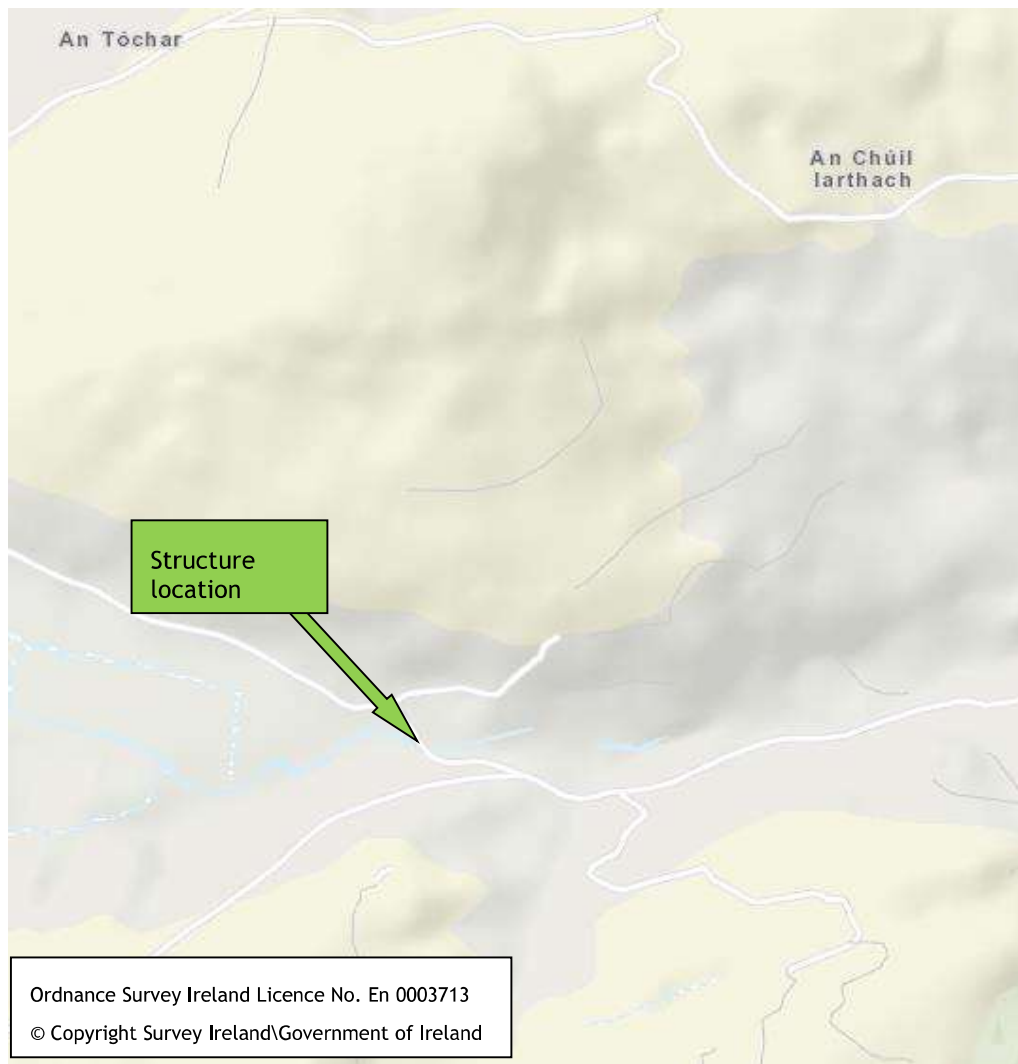 An Tóchar
An Chúil
Iarthach
Structure
location
Ordnance Survey Ireland Licence No. En 0003713
© Copyright Survey Ireland\Government of Ireland